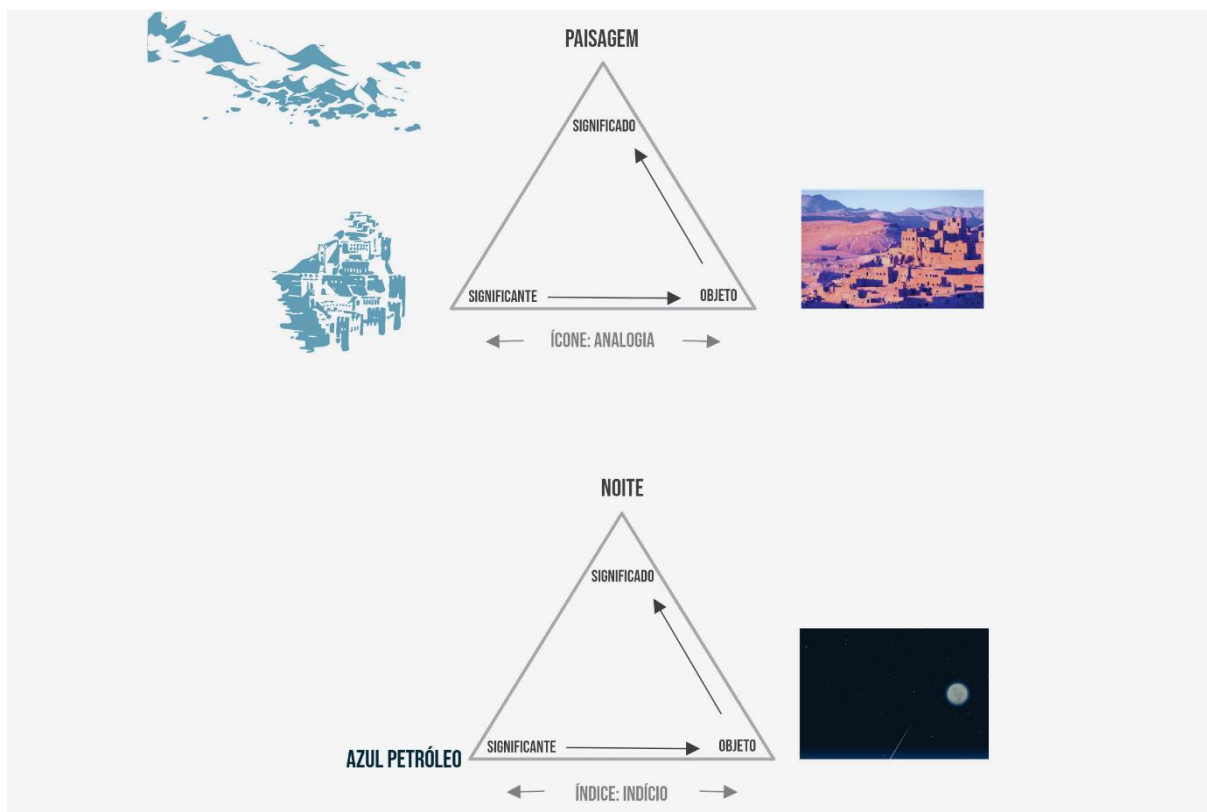 PAISAGEM
SIGNIFICADO
SIGNIFICANTE OBJETO
ÍCONE: ANALOGIA
NOITE
SIGNIFICADO
AZUL PETRÓLEO SIGNIFICANTE OBJETO
ÍNDICE: INDÍCIO